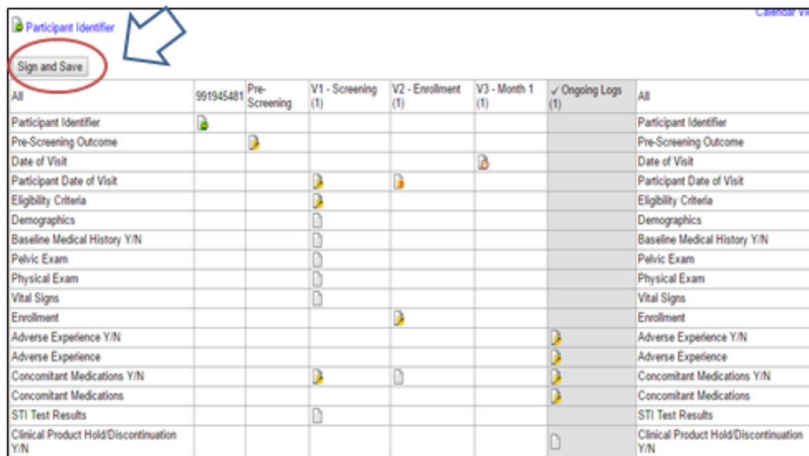 Calendar Vi
Participant Identifier
Sign and Save
All 991945481 Pre-Screening V1 - Screening (1) V2 - Enrollment (1) V3 - Month 1 (1) ✓ Ongoing Logs (1) All
Participant Identifier Participant Identifier
Pre-Screening Outcome Pre-Screening Outcome
Date of Visit Date of Visit
Participant Date of Visit Participant Date of Visit
Eligibility Criteria Eligibility Criteria
Demographics Demographics
Baseline Medical History Y/N Baseline Medical History Y/N
Pelvic Exam Pelvic Exam
Physical Exam Physical Exam
Vital Signs Vital Signs
Enrollment Enrollment
Adverse Experience Y/N Adverse Experience Y/N
Adverse Experience Adverse Experience
Concomitant Medications Y/N Concomitant Medications Y/N
Concomitant Medications Concomitant Medications
STI Test Results STI Test Results
Clinical Product Hold/Discontinuation Clinical Product Hold/Discontinuation
Y/N Y/N